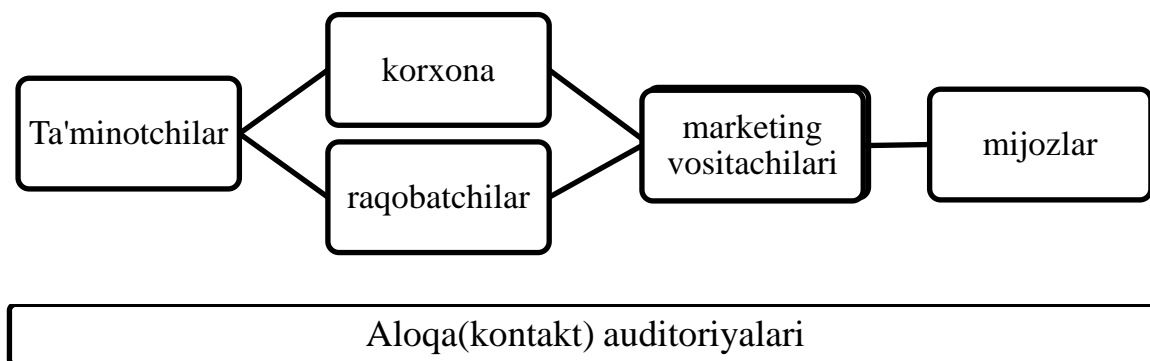 korxona
Ta'minotchilar
marketing
vositachilari
mijozlar
raqobatchilar
Aloqa(kontakt) auditoriyalari